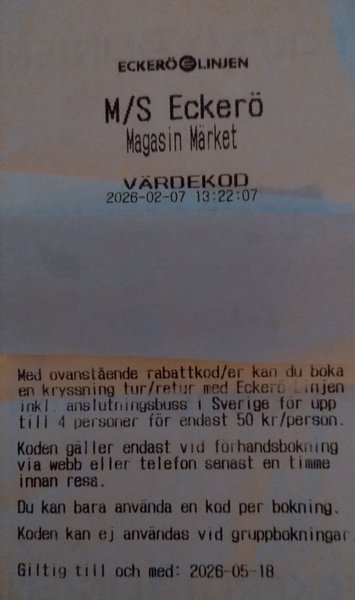 ECKERÖ LINJEN
M/S Eckerö
Magasin Märket
VÄRDEKOD
2026-02-07 13:22:07
Med ovanstående rabattkod/er kan du boka
en kryssning tur/retur med Eckerö Linjen
inkl. anslutningsbuss i Sverige för upp
till 4 personer för endast 50 kr/person.
Koden gäller endast vid förhandsbokning
via webb eller telefon senast en timme
innan resa.
Du kan bara använda en kod per bokning.
Koden kan ej användas vid gruppbokningar
Giltig till och med: 2026-05-18